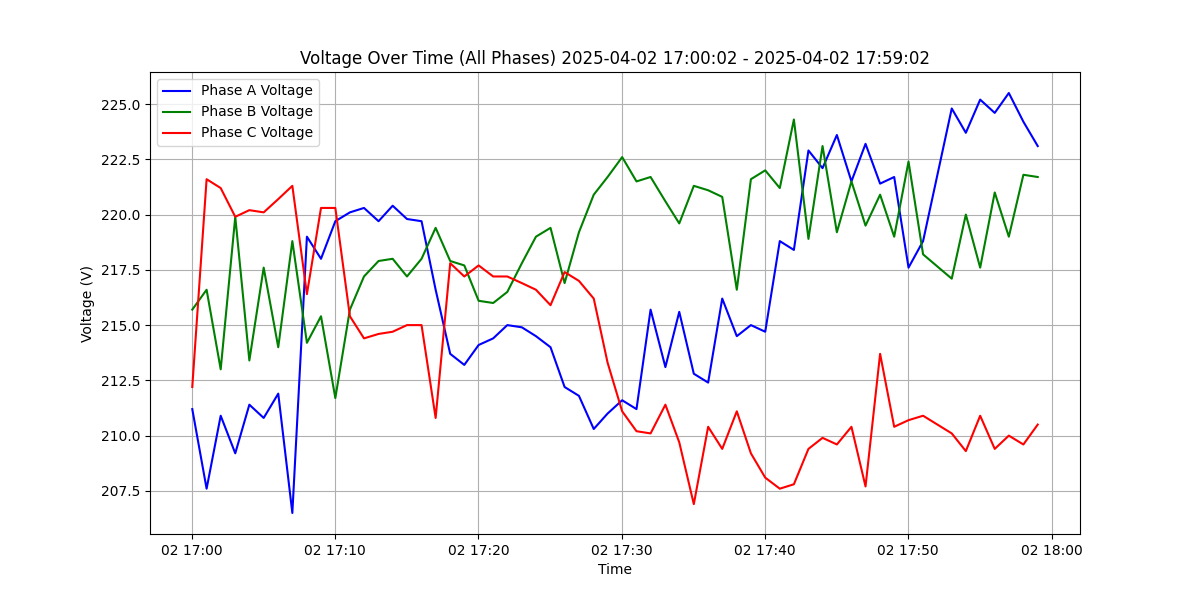 Voltage Over Time (All Phases) 2025-04-02 17:00:02 - 2025-04-02 17:59:02
Phase A Voltage
Phase B Voltage
Phase C Voltage
Voltage (V)
225.0
222.5
220.0
217.5
215.0
212.5
210.0
207.5
02 17:00 02 17:10 02 17:20 02 17:30 02 17:40 02 17:50 02 18:00
Time